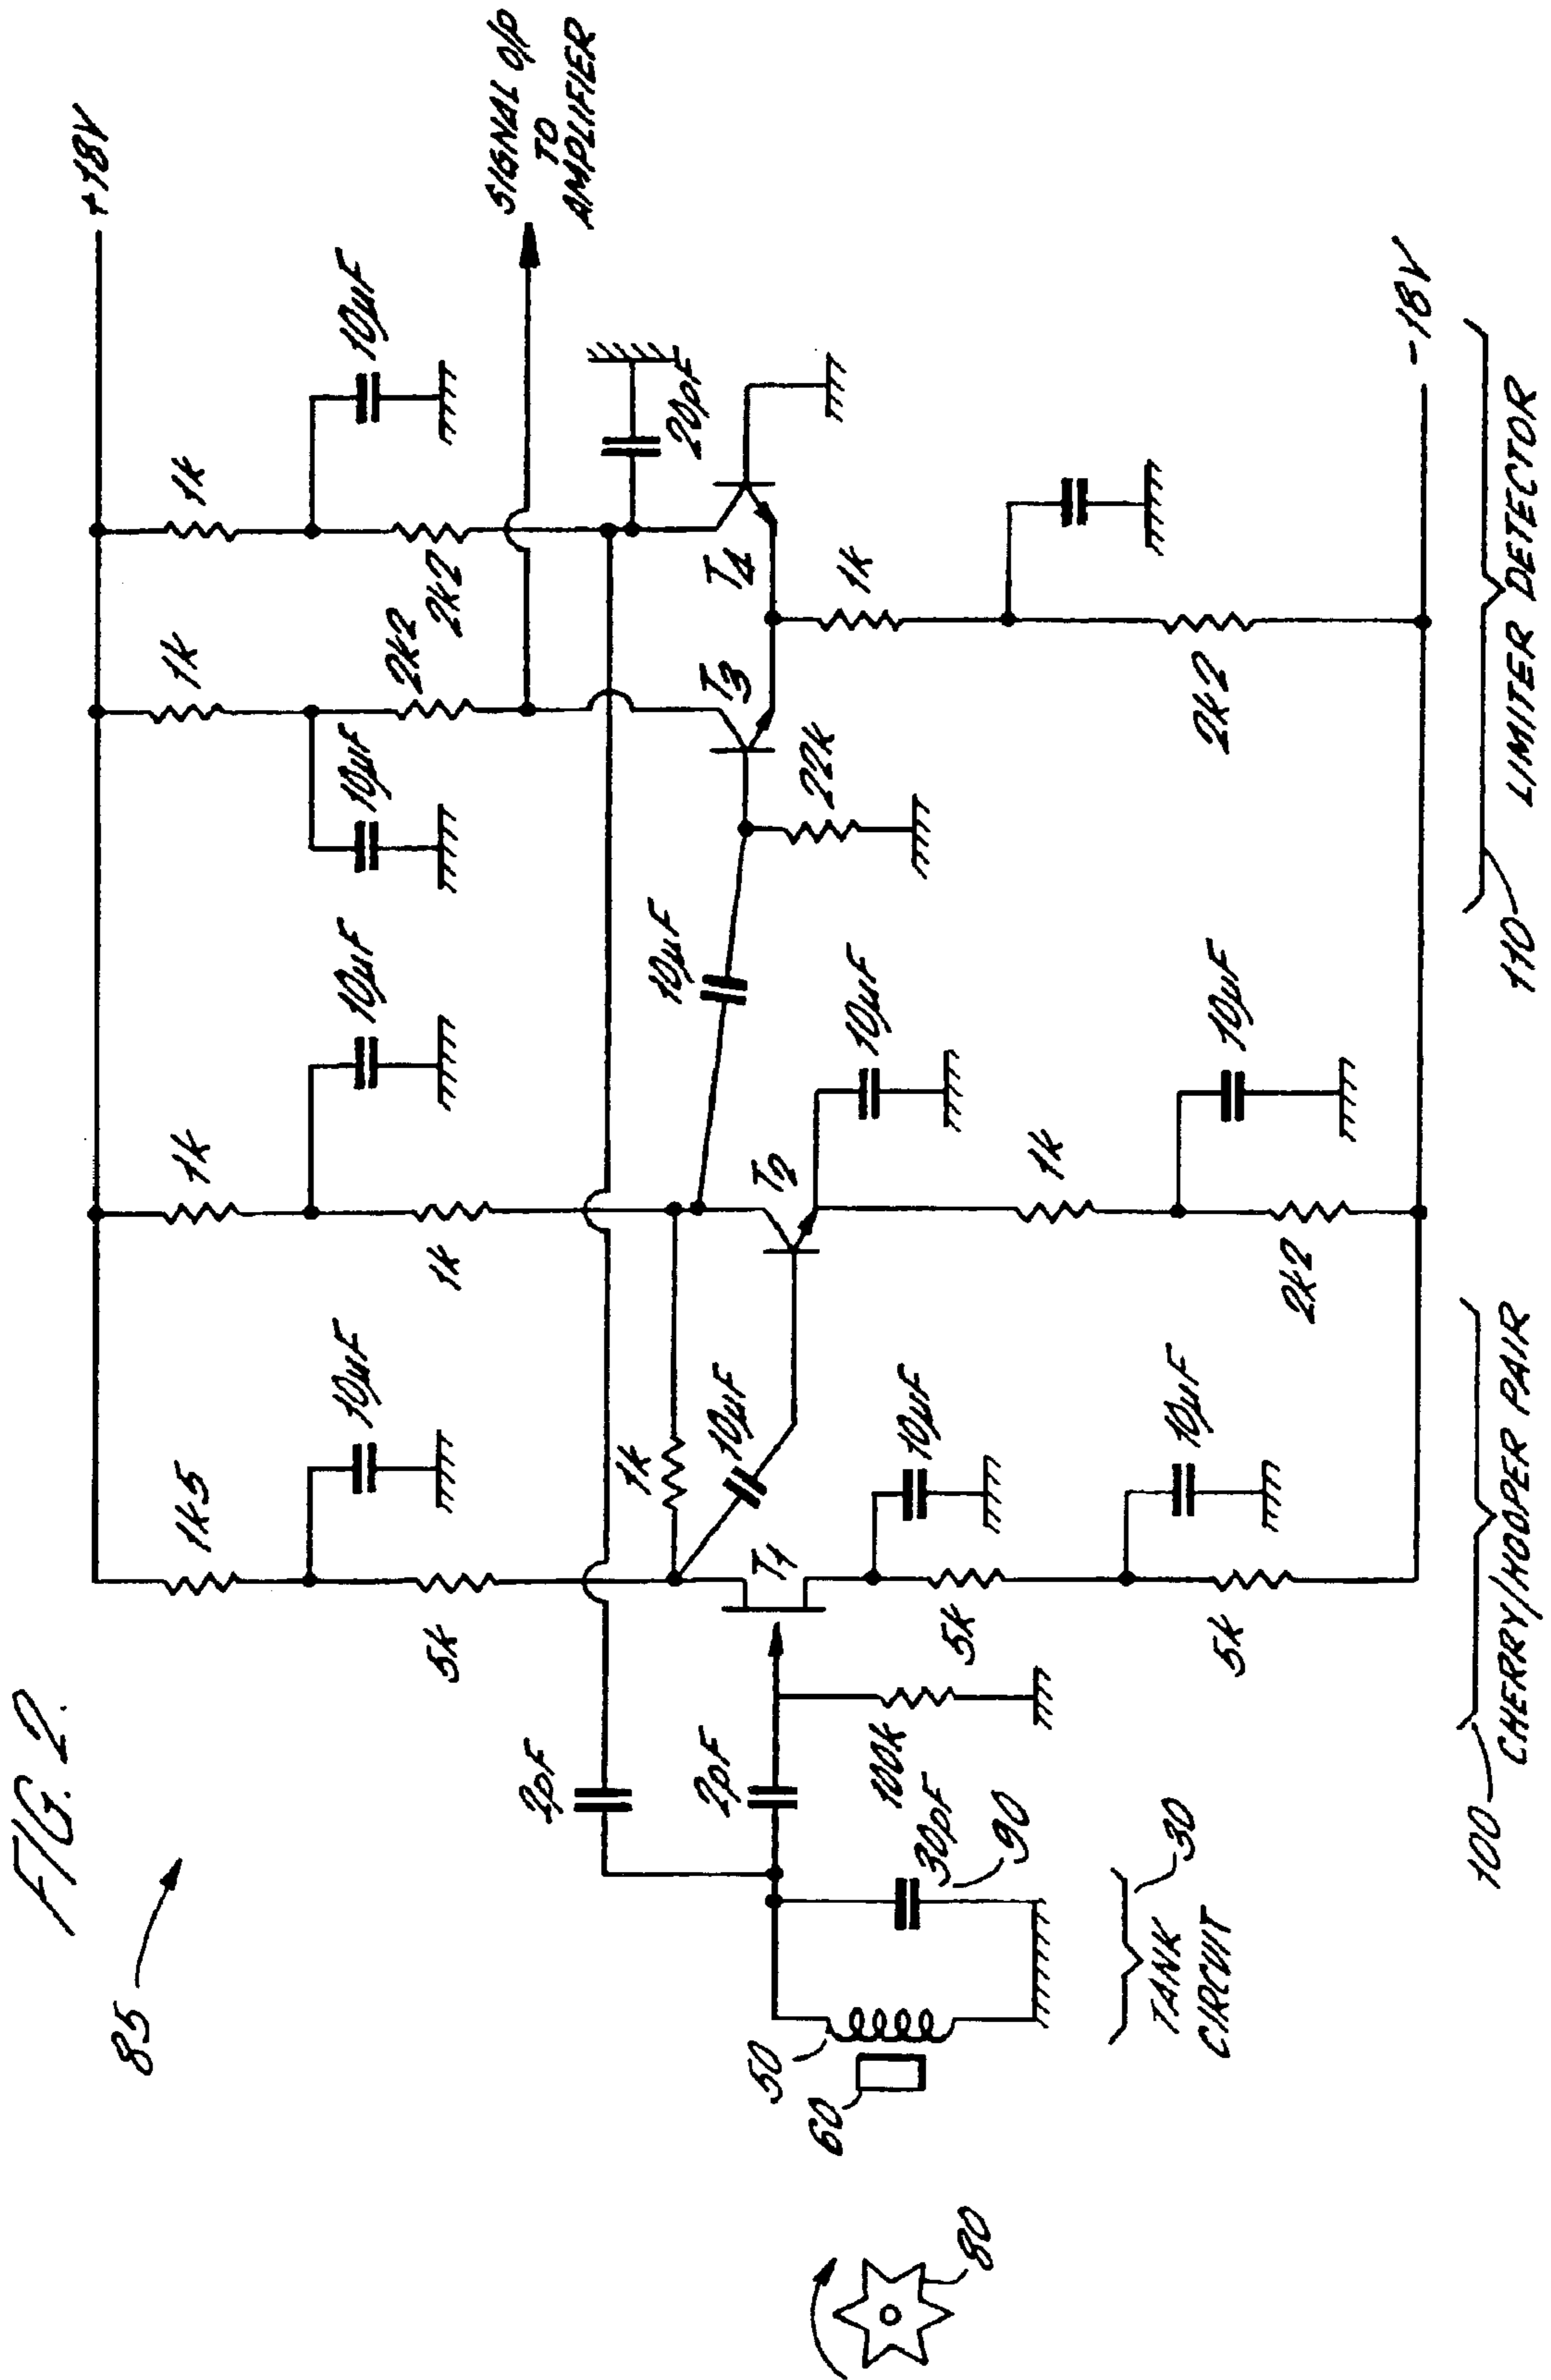 FIG. 2.
85
+18V
1k5
1k
1k
1k
10µF
10µF
10µF
10µF
5k
1k
2k2
2k2
SIGNAL O/P
TO
AMPLIFIER
2pF
1k
10µF
10µF
20pF
2pF
T1
T2
T3
T4
100k
5k
10µF
10µF
22k
1k
50
60
30pF
90
5k
10µF
1k
10µF
2k2
2k2
80
-18V
TANK
CIRCUIT
30
100
CHERRY/HOOPER PAIR
110
LIMITER DETECTOR